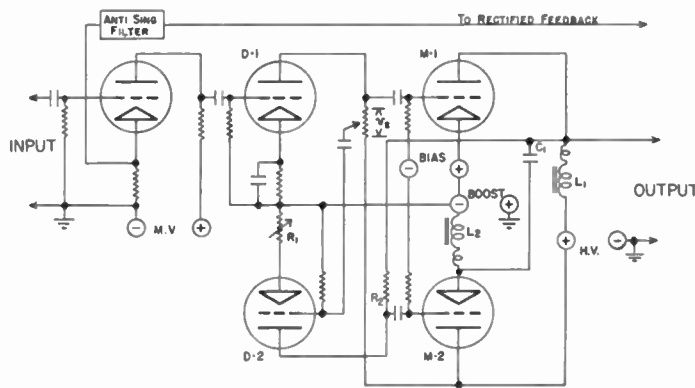 ANTI SING
FILTER
TO RECTIFIED FEEDBACK
D-1
M-1
INPUT
V2
BIAS
C1
L1
OUTPUT
BOOST
M.V
R1
L2
H.V.
R2
D-2
M-2